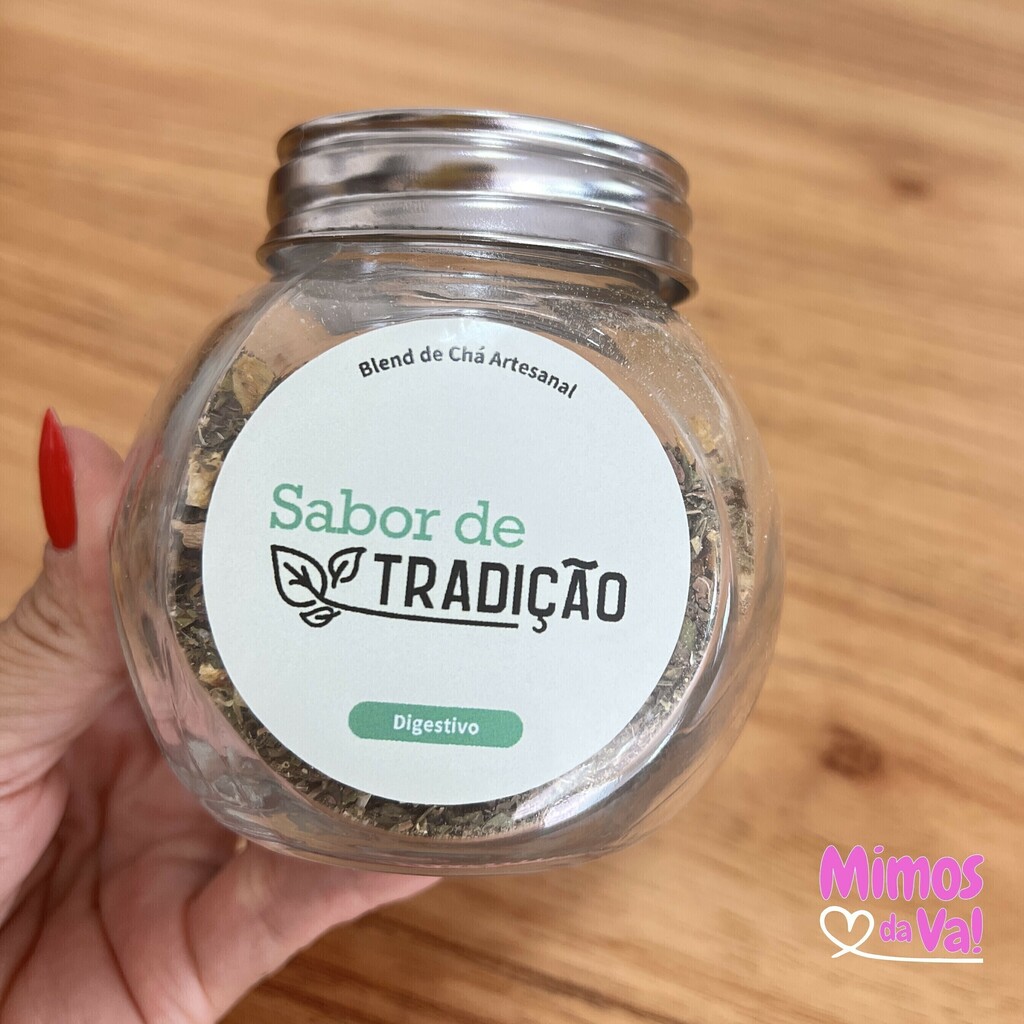 Blend de Chá Artesanal
Sabor de
TRADIÇÃO
Digestivo
Mimos
da Va!